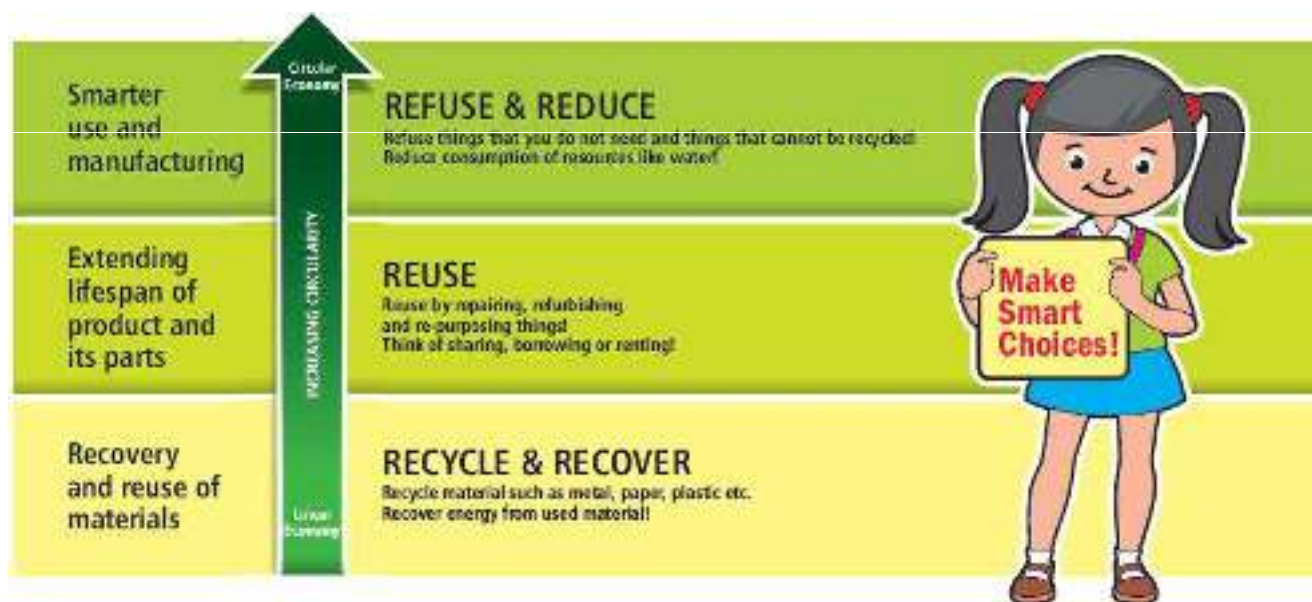 Smarter
use and
manufacturing
Circular
Economy
REFUSE & REDUCE
Refuse things that you do not need and things that cannot be recycled!
Reduce consumption of resources like water!
Extending
lifespan of
product and
its parts
INCREASING CIRCULARITY
REUSE
Reuse by repairing, refurbishing
and re-purposing things!
Think of sharing, borrowing or renting!
Make
Smart
Choices!
Recovery
and reuse of
materials
Linear
Economy
RECYCLE & RECOVER
Recycle material such as metal, paper, plastic etc.
Recover energy from used material!